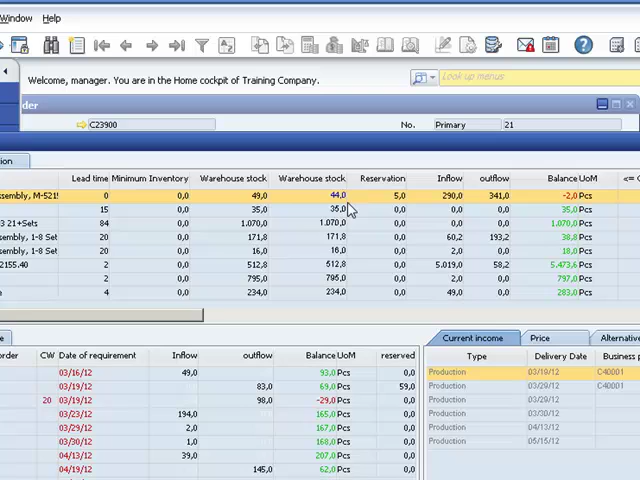 Window Help
Welcome, manager. You are in the Home cockpit of Training Company.
Look up menus
der
C23900 No. Primary 21
ion
Lead time Minimum Inventory Warehouse stock Warehouse stock Reservation Inflow outflow Balance UoM <= C
ssembly, M-5215 0 0,0 49,0 44,0 5,0 290,0 341,0 -2,0 Pcs
15 0,0 35,0 35,0 0,0 0,0 0,0 35,0 Pcs
03 21+Sets 84 0,0 1.070,0 1.070,0 0,0 0,0 0,0 1.070,0 Pcs
sembly, 1-8 Set 20 0,0 171,8 171,8 0,0 60,2 193,2 38,8 Pcs
sembly, 1-8 Set 20 0,0 16,0 16,0 0,0 2,0 0,0 18,0 Pcs
2155.40 2 0,0 512,8 512,8 0,0 5.019,0 58,2 5.473,6 Pcs
2 0,0 795,0 795,0 0,0 2,0 0,0 797,0 Pcs
n 4 0,0 234,0 234,0 0,0 49,0 0,0 283,0 Pcs
e
Current income Price Alternative
order CW Date of requirement Inflow outflow Balance UoM reserved
Type Delivery Date Business p
03/16/12 49,0 93,0 Pcs 0,0
Production 03/19/12 C40001
03/19/12 83,0 69,0 Pcs 59,0
Production 03/23/12 C40001
20 03/19/12 98,0 -29,0 Pcs 0,0
Production 03/29/12
03/23/12 194,0 165,0 Pcs 0,0
Production 03/30/12
03/29/12 2,0 167,0 Pcs 0,0
Production 04/13/12
03/30/12 1,0 168,0 Pcs 0,0
Production 05/15/12
04/13/12 39,0 207,0 Pcs 0,0
04/19/12 145,0 62,0 Pcs 0,0